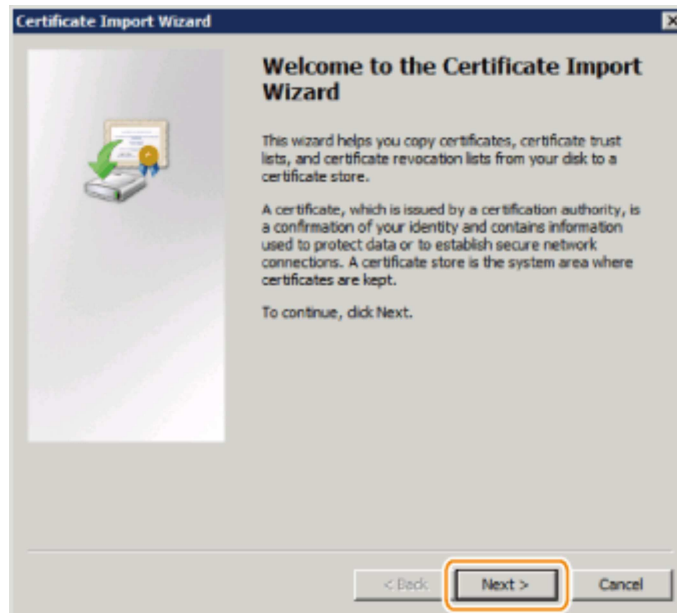 Certificate Import Wizard
Welcome to the Certificate Import
Wizard
This wizard helps you copy certificates, certificate trust
lists, and certificate revocation lists from your disk to a
certificate store.
A certificate, which is issued by a certification authority, is
a confirmation of your identity and contains information
used to protect data or to establish secure network
connections. A certificate store is the system area where
certificates are kept.
To continue, click Next.
< Back Next > Cancel